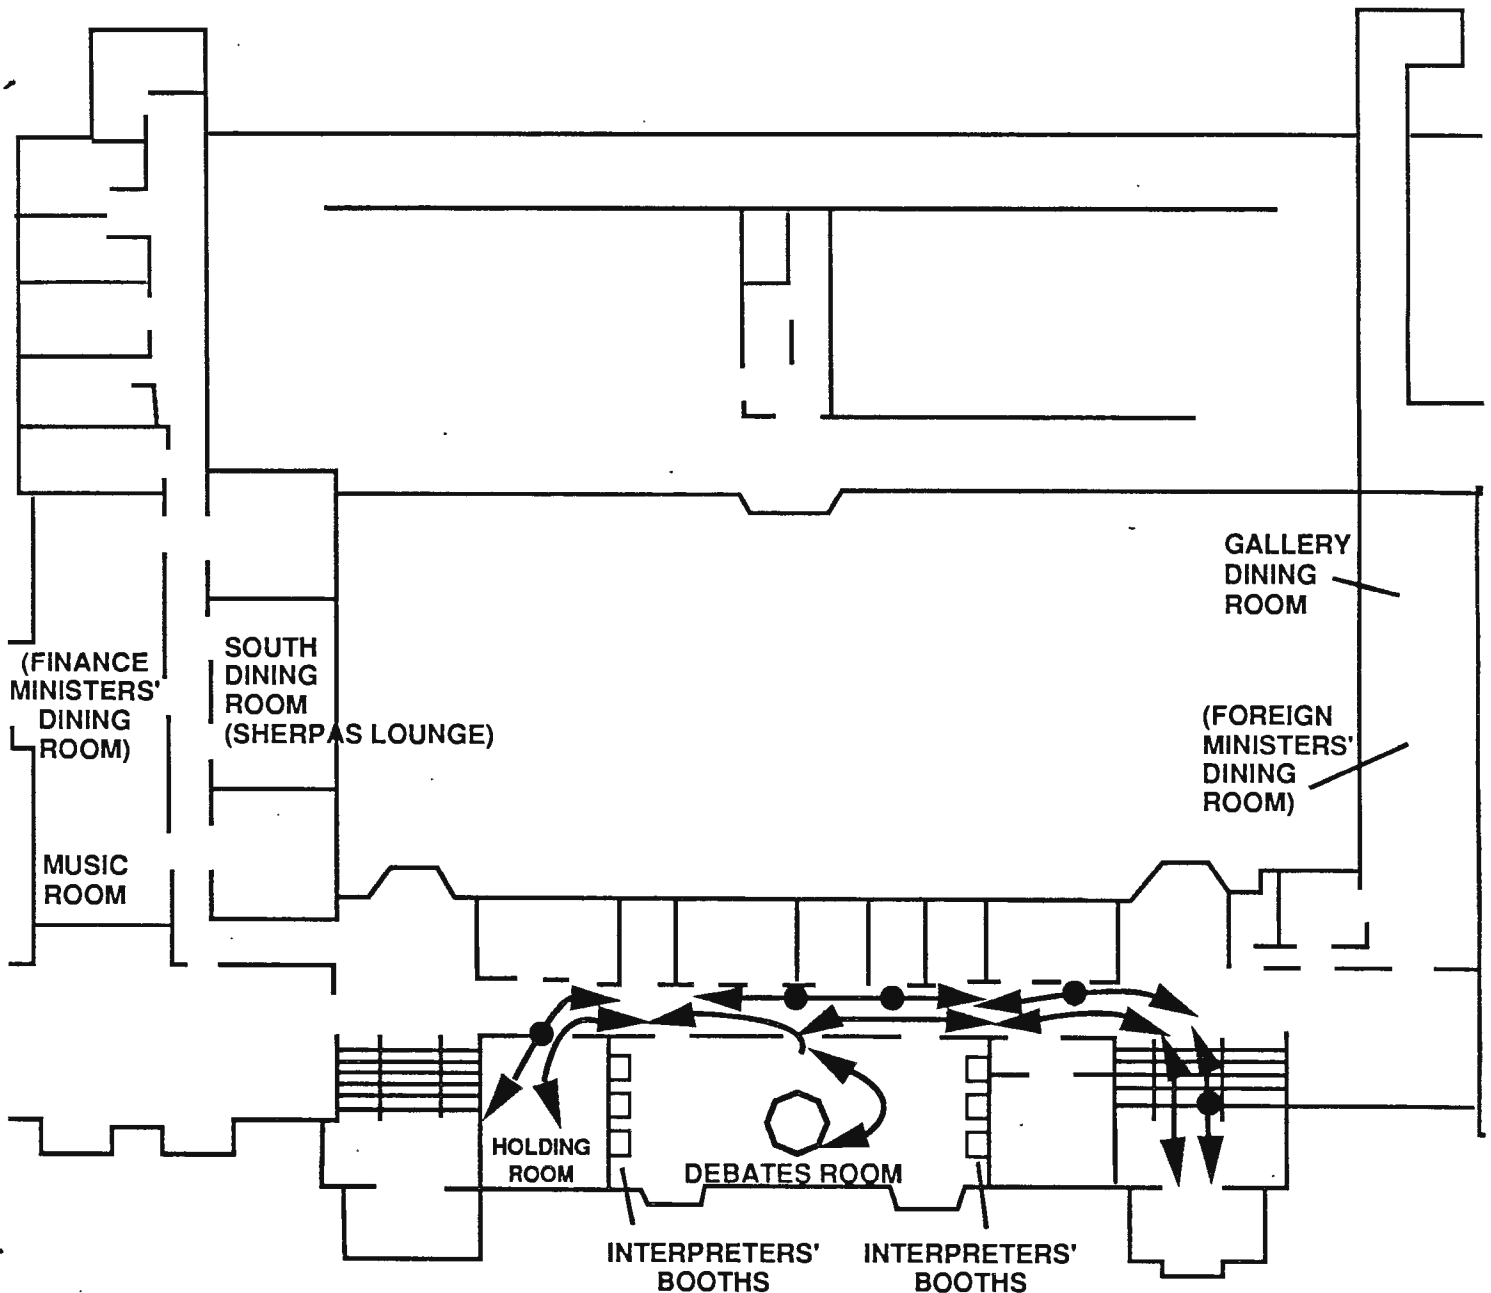 GALLERY
DINING
ROOM
(FINANCE
MINISTERS'
DINING
ROOM)
SOUTH
DINING
ROOM
(SHERPAS LOUNGE)
(FOREIGN
MINISTERS'
DINING
ROOM)
MUSIC
ROOM
HOLDING
ROOM
DEBATES ROOM
INTERPRETERS'
BOOTHS
INTERPRETERS'
BOOTHS